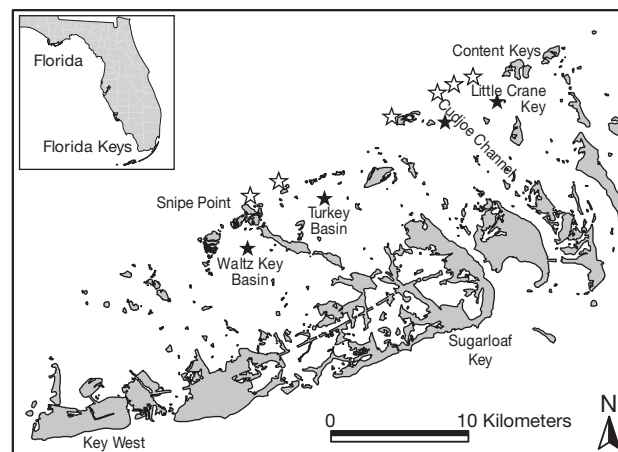 Florida
Florida Keys
Content Keys
Little Crane
Key
Cudjoe Channel
Snipe Point
Turkey
Basin
Waltz Key
Basin
Sugarloaf
Key
Key West
0 10 Kilometers
N